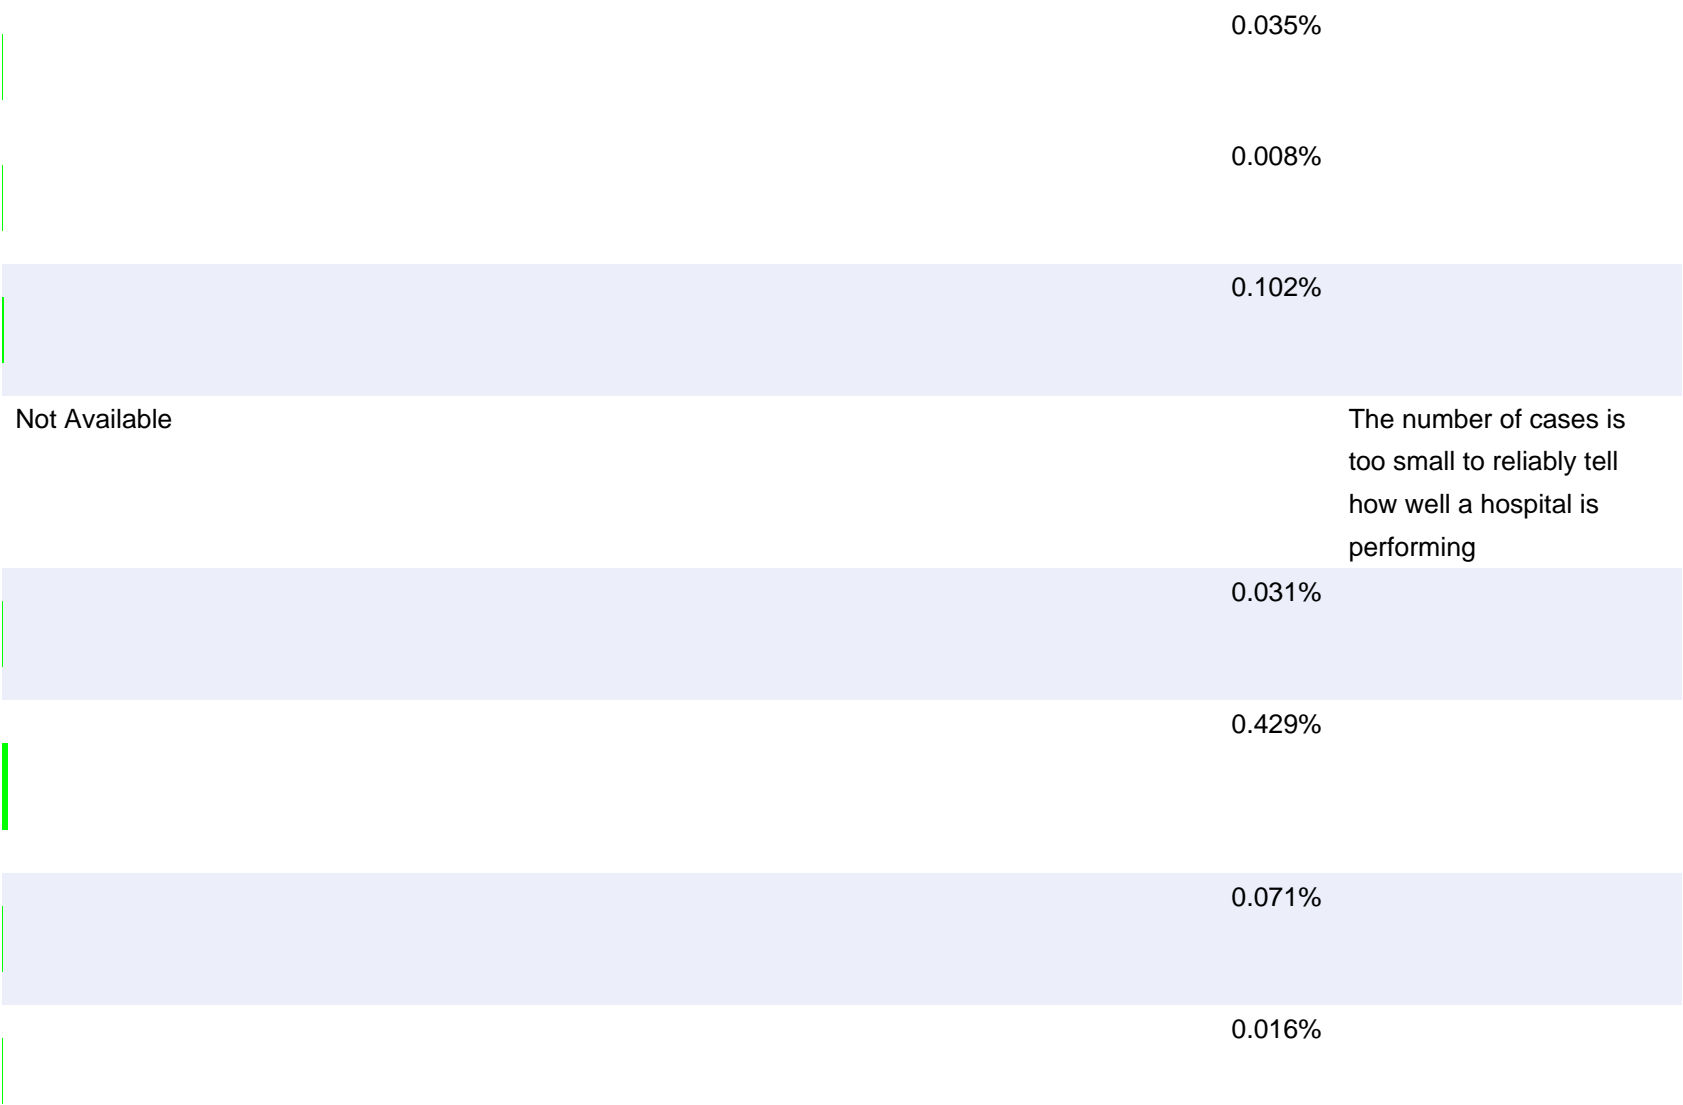 0.035%
0.008%
0.102%
Not Available
The number of cases is
too small to reliably tell
how well a hospital is
performing
0.031%
0.429%
0.071%
0.016%